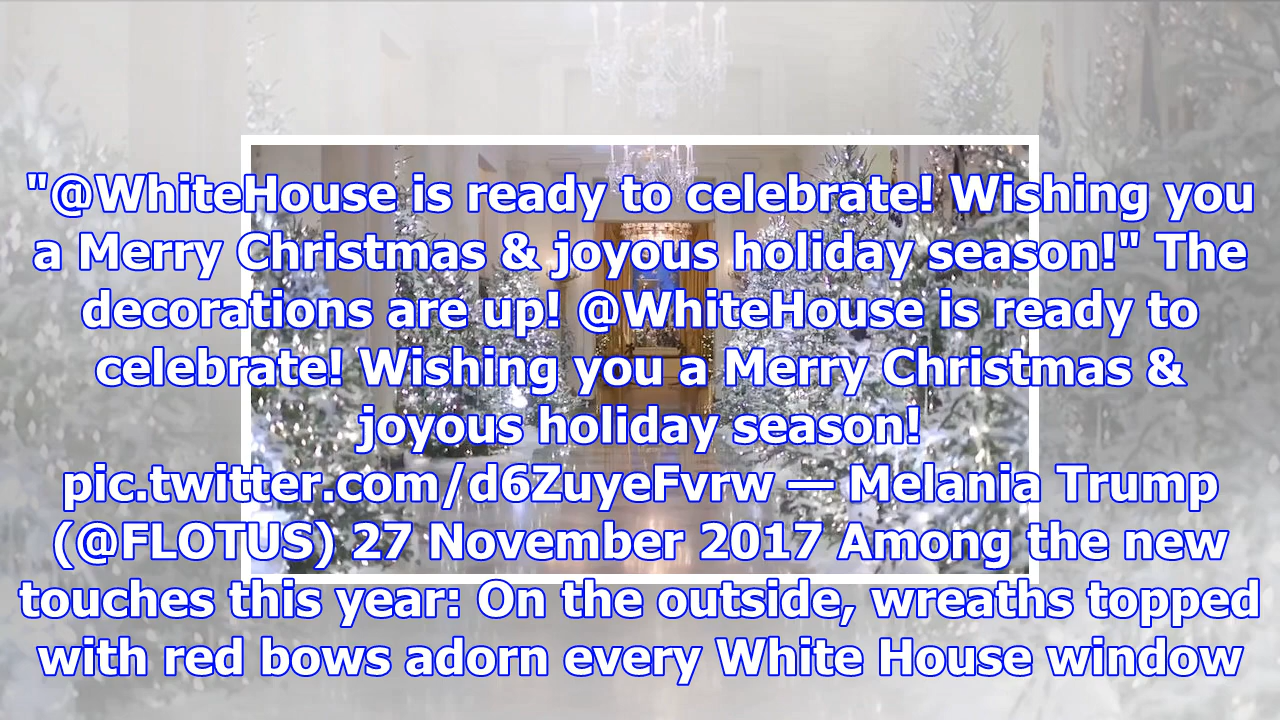 "@WhiteHouse is ready to celebrate! Wishing you
a Merry Christmas & joyous holiday season!" The
decorations are up! @WhiteHouse is ready to
celebrate! Wishing you a Merry Christmas &
joyous holiday season!
pic.twitter.com/d6ZuyeFvrw — Melania Trump
(@FLOTUS) 27 November 2017 Among the new
touches this year: On the outside, wreaths topped
with red bows adorn every White House window